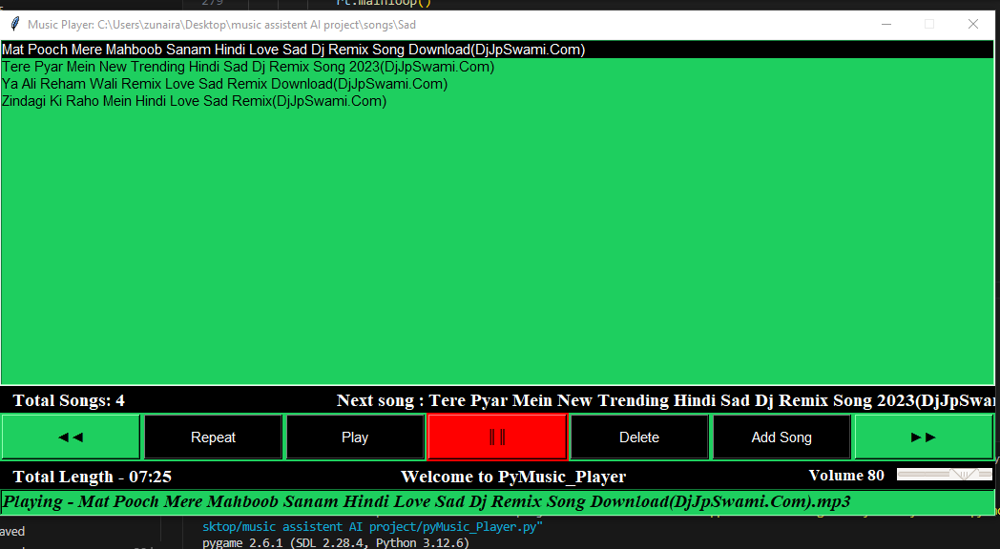 279 rt.mainloop()
Music Player: C:\Users\zunaira\Desktop\music assistent AI project\songs\Sad
Mat Pooch Mere Mahboob Sanam Hindi Love Sad Dj Remix Song Download(DjJpSwami.Com)
Tere Pyar Mein New Trending Hindi Sad Dj Remix Song 2023(DjJpSwami.Com)
Ya Ali Reham Wali Remix Love Sad Remix Download(DjJpSwami.Com)
Zindagi Ki Raho Mein Hindi Love Sad Remix(DjJpSwami.Com)
Total Songs: 4 Next song : Tere Pyar Mein New Trending Hindi Sad Dj Remix Song 2023(DjJpSwa
◄◄ Repeat Play ║║ Delete Add Song ►►
Total Length - 07:25 Welcome to PyMusic_Player Volume 80
Playing - Mat Pooch Mere Mahboob Sanam Hindi Love Sad Dj Remix Song Download(DjJpSwami.Com).mp3
aved sktop/music assistent AI project/pyMusic_Player.py"
pygame 2.6.1 (SDL 2.28.4, Python 3.12.6)